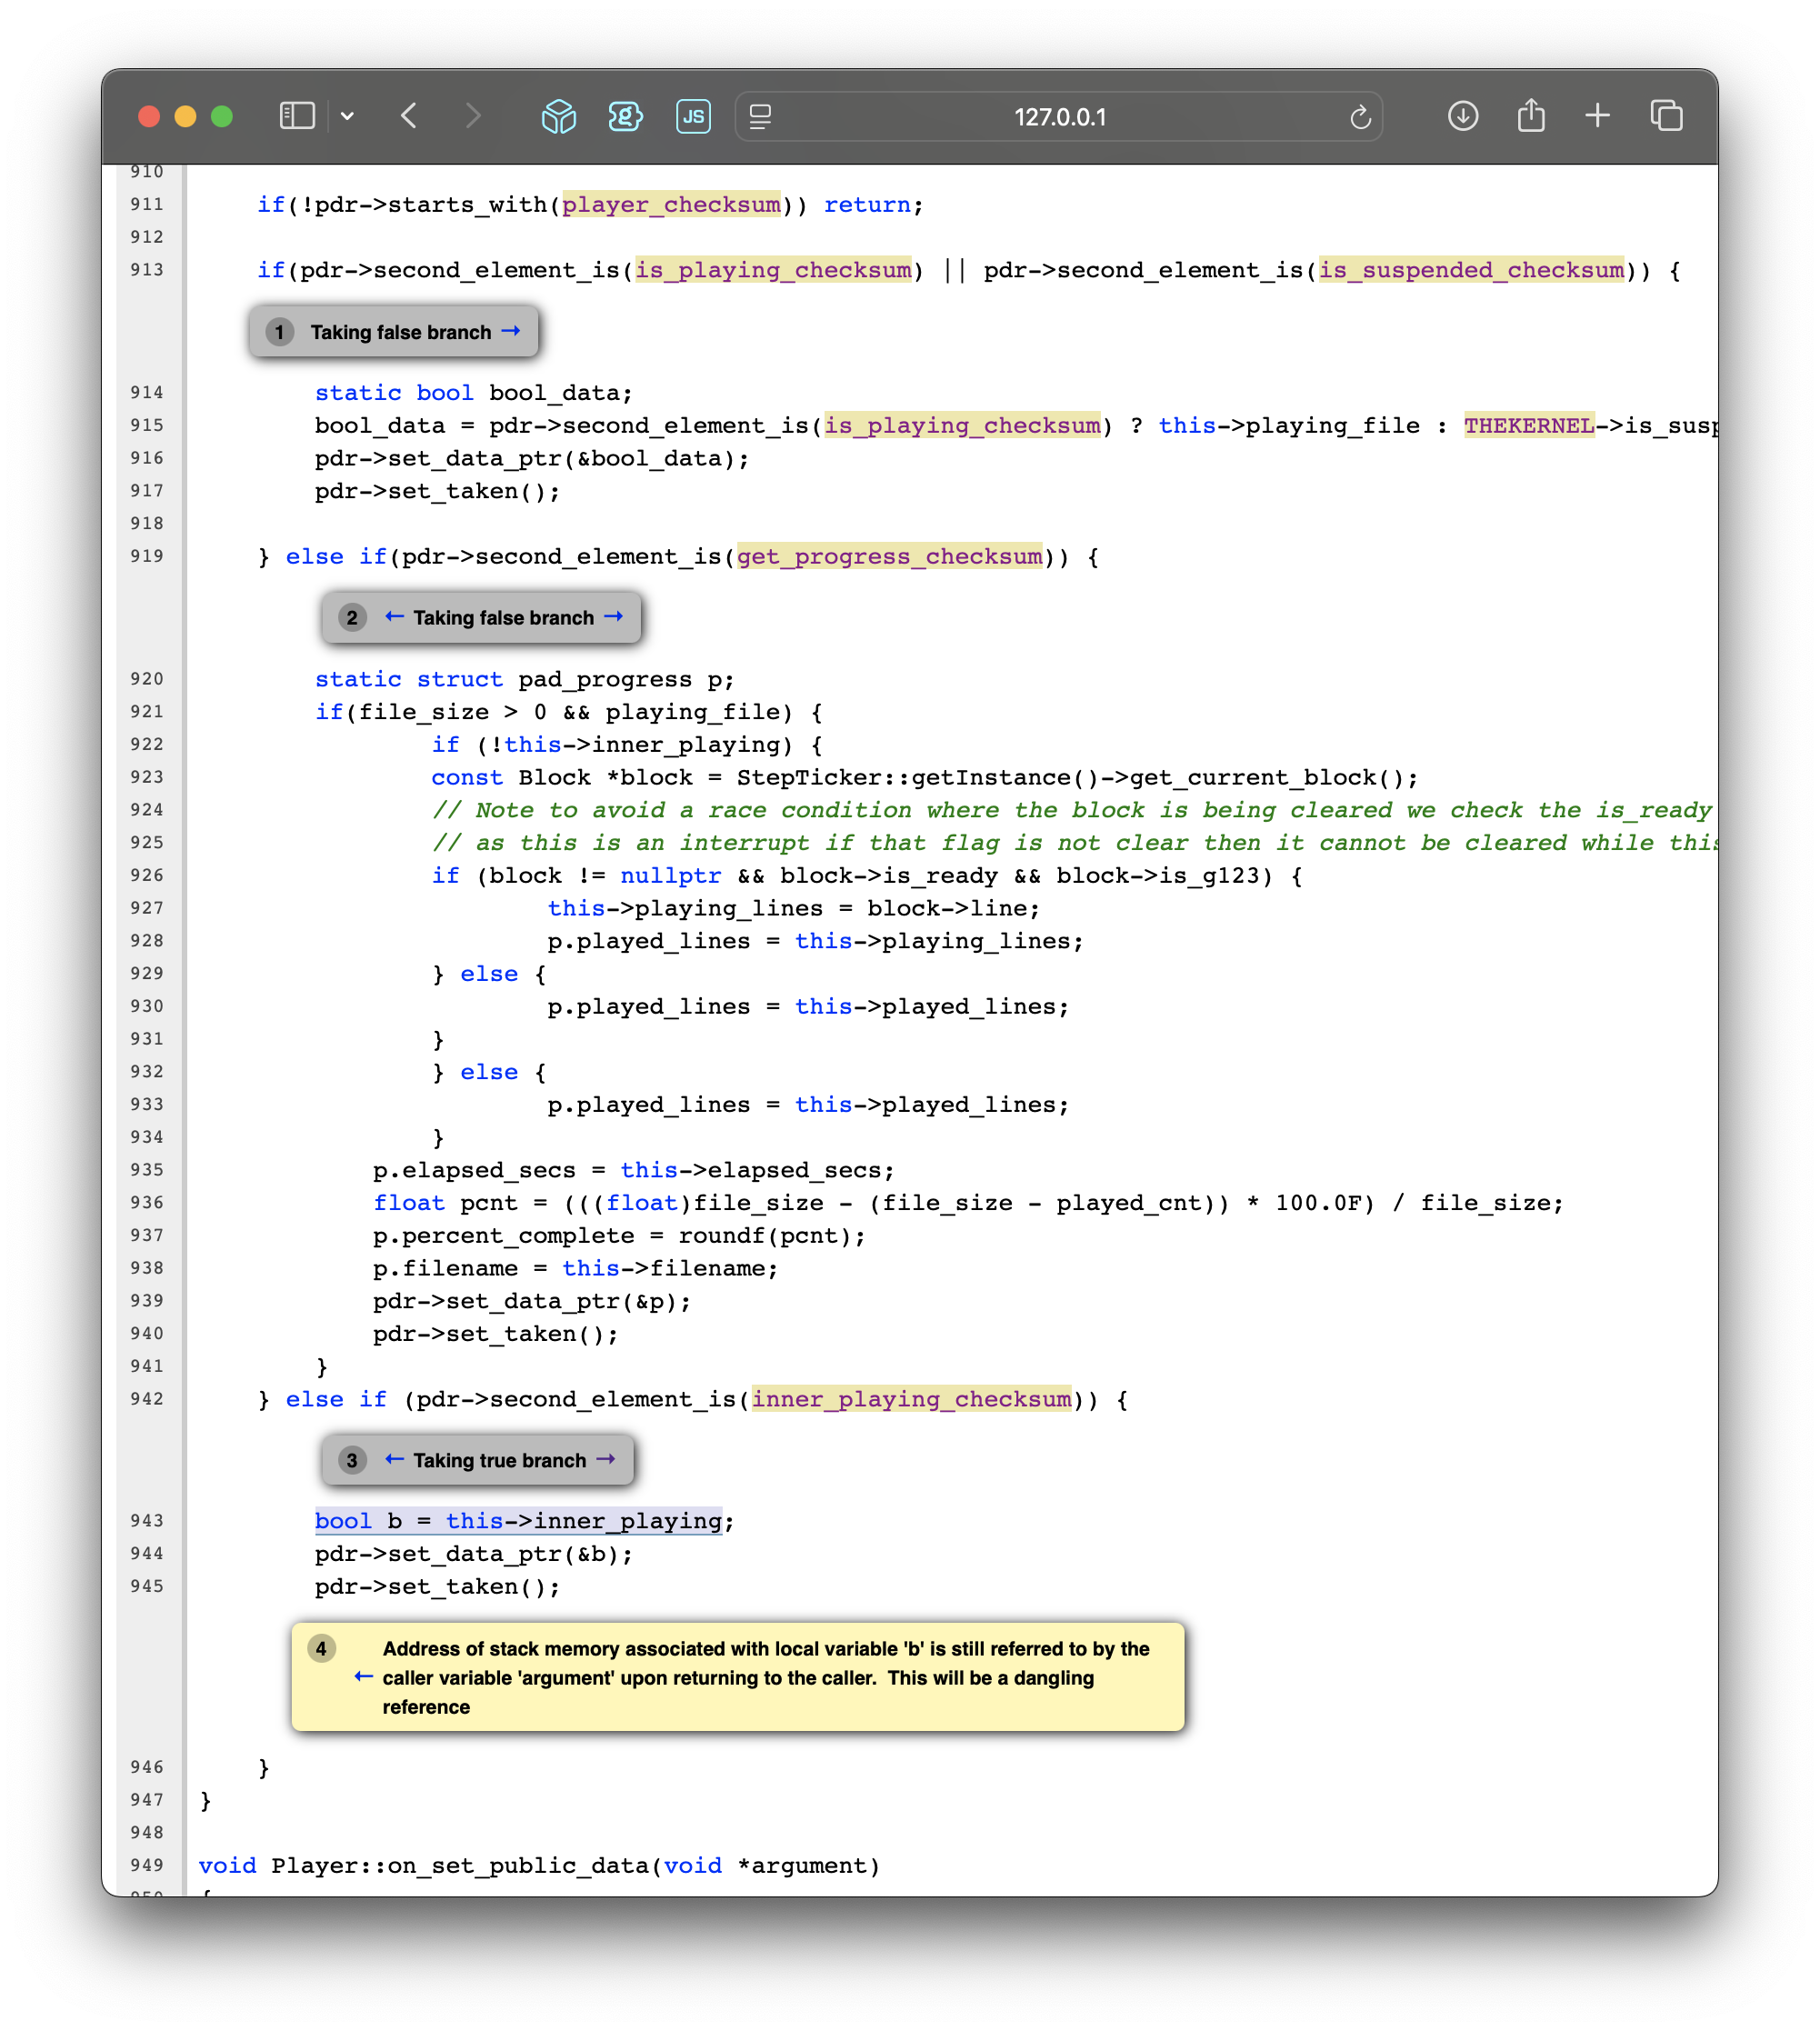 JS
127.0.0.1
910
911 if(!pdr->starts_with(player_checksum)) return;
912
913 if(pdr->second_element_is(is_playing_checksum) || pdr->second_element_is(is_suspended_checksum)) {
1 Taking false branch →
914 static bool bool_data;
915 bool_data = pdr->second_element_is(is_playing_checksum) ? this->playing_file : THEKERNEL->is_susp
916 pdr->set_data_ptr(&bool_data);
917 pdr->set_taken();
918
919 } else if(pdr->second_element_is(get_progress_checksum)) {
2 ← Taking false branch →
920 static struct pad_progress p;
921 if(file_size > 0 && playing_file) {
922 if (!this->inner_playing) {
923 const Block *block = StepTicker::getInstance()->get_current_block();
924 // Note to avoid a race condition where the block is being cleared we check the is_ready
925 // as this is an interrupt if that flag is not clear then it cannot be cleared while this
926 if (block != nullptr && block->is_ready && block->is_g123) {
927 this->playing_lines = block->line;
928 p.played_lines = this->playing_lines;
929 } else {
930 p.played_lines = this->played_lines;
931 }
932 } else {
933 p.played_lines = this->played_lines;
934 }
935 p.elapsed_secs = this->elapsed_secs;
936 float pcnt = (((float)file_size - (file_size - played_cnt)) * 100.0F) / file_size;
937 p.percent_complete = roundf(pcnt);
938 p.filename = this->filename;
939 pdr->set_data_ptr(&p);
940 pdr->set_taken();
941 }
942 } else if (pdr->second_element_is(inner_playing_checksum)) {
3 ← Taking true branch →
943 bool b = this->inner_playing;
944 pdr->set_data_ptr(&b);
945 pdr->set_taken();
4 Address of stack memory associated with local variable 'b' is still referred to by the
← caller variable 'argument' upon returning to the caller.  This will be a dangling
reference
946 }
947 }
948
949 void Player::on_set_public_data(void *argument)
950 {